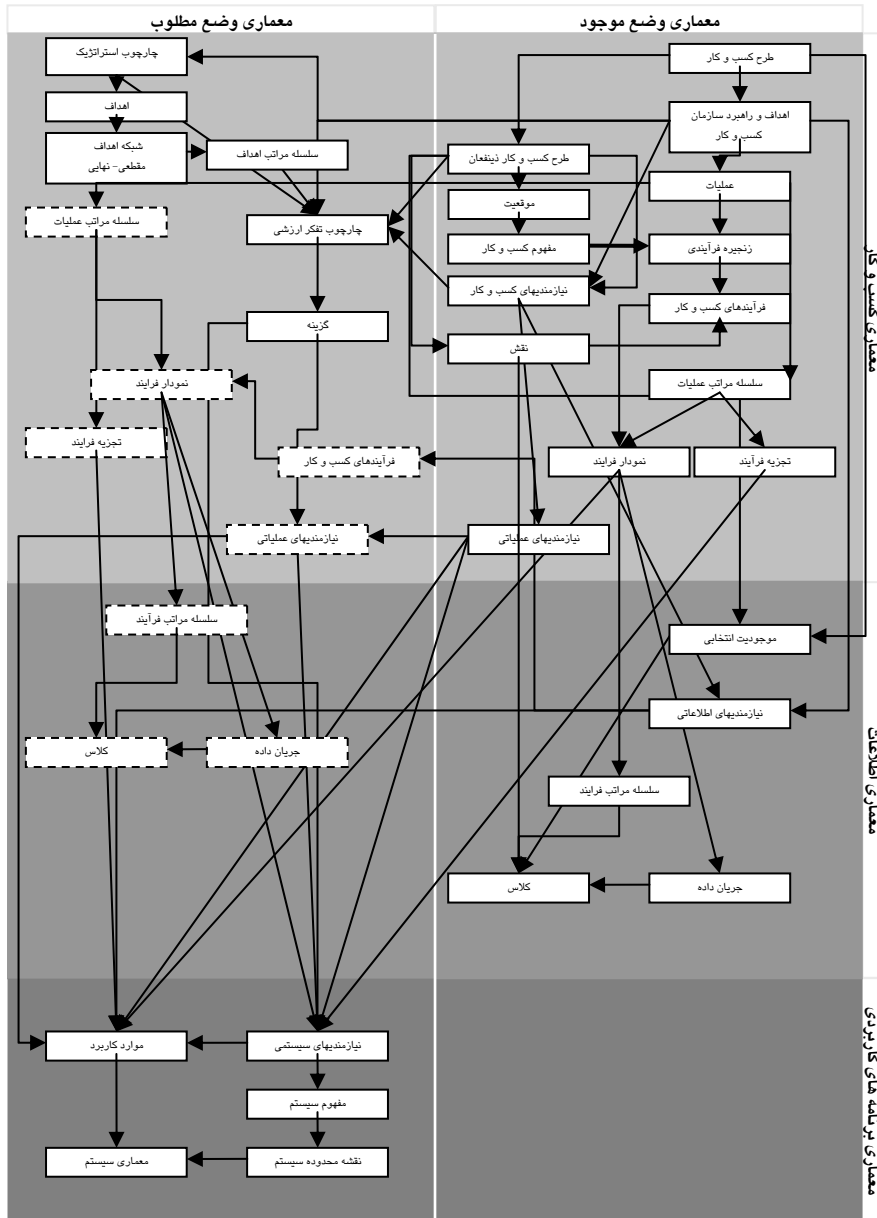 معماری وضع موجود
معماری وضع مطلوب
معماری کسب و کار
طرح کسب و کار
اهداف و راهبرد سازمان
کسب و کار
طرح کسب و کار ذینفعان
عملیات
موقعیت
مفهوم کسب و کار
زنجیره فرآیندی
نیازمندیهای کسب و کار
فرآیندهای کسب و کار
نقش
سلسله مراتب عملیات
نمودار فرایند
تجزیه فرآیند
نیازمندیهای عملیاتی
چارچوب استراتژیک
اهداف
شبکه اهداف
مقطعی- نهایی
سلسله مراتب اهداف
سلسله مراتب عملیات
چارچوب تفکر ارزشی
گزینه
نمودار فرایند
تجزیه فرایند
فرآیندهای کسب و کار
نیازمندیهای عملیاتی
معماری اطلاعات
موجودیت انتخابی
نیازمندیهای اطلاعاتی
سلسله مراتب فرایند
جریان داده
کلاس
سلسله مراتب فرآیند
جریان داده
کلاس
معماری برنامه های کاربردی
نیازمندیهای سیستمی
موارد کاربرد
مفهوم سیستم
نقشه محدوده سیستم
معماری سیستم